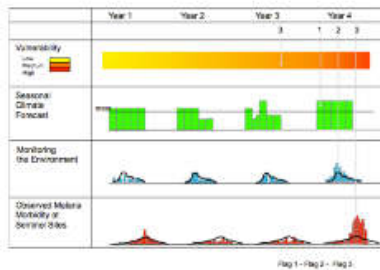 Year 1 Year 2 Year 3 Year 4
3 1 2 3
Vulnerability
Low
Medium
High
Seasonal
Climate
Forecast
Monitoring
the Environment
Observed Malaria
Morbidity at
Sentinel Sites
Flag 1 - Flag 2 - Flag 3